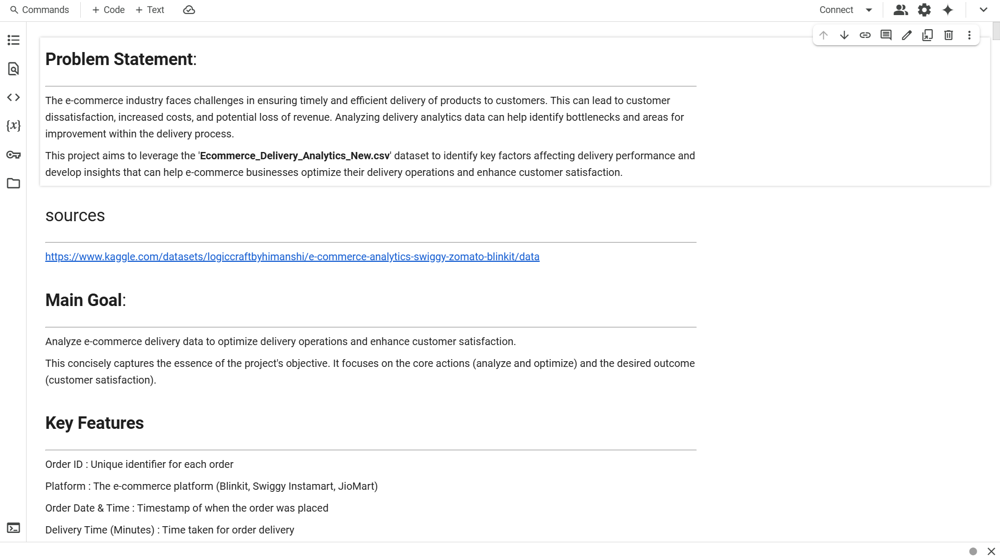 Commands
+ Code + Text
Connect
Problem Statement:
The e-commerce industry faces challenges in ensuring timely and efficient delivery of products to customers. This can lead to customer
dissatisfaction, increased costs, and potential loss of revenue. Analyzing delivery analytics data can help identify bottlenecks and areas for
improvement within the delivery process.
This project aims to leverage the 'Ecommerce_Delivery_Analytics_New.csv' dataset to identify key factors affecting delivery performance and
develop insights that can help e-commerce businesses optimize their delivery operations and enhance customer satisfaction.
sources
https://www.kaggle.com/datasets/logiccraftbyhimanshi/e-commerce-analytics-swiggy-zomato-blinkit/data
Main Goal:
Analyze e-commerce delivery data to optimize delivery operations and enhance customer satisfaction.
This concisely captures the essence of the project's objective. It focuses on the core actions (analyze and optimize) and the desired outcome
(customer satisfaction).
Key Features
Order ID : Unique identifier for each order
Platform : The e-commerce platform (Blinkit, Swiggy Instamart, JioMart)
Order Date & Time : Timestamp of when the order was placed
Delivery Time (Minutes) : Time taken for order delivery